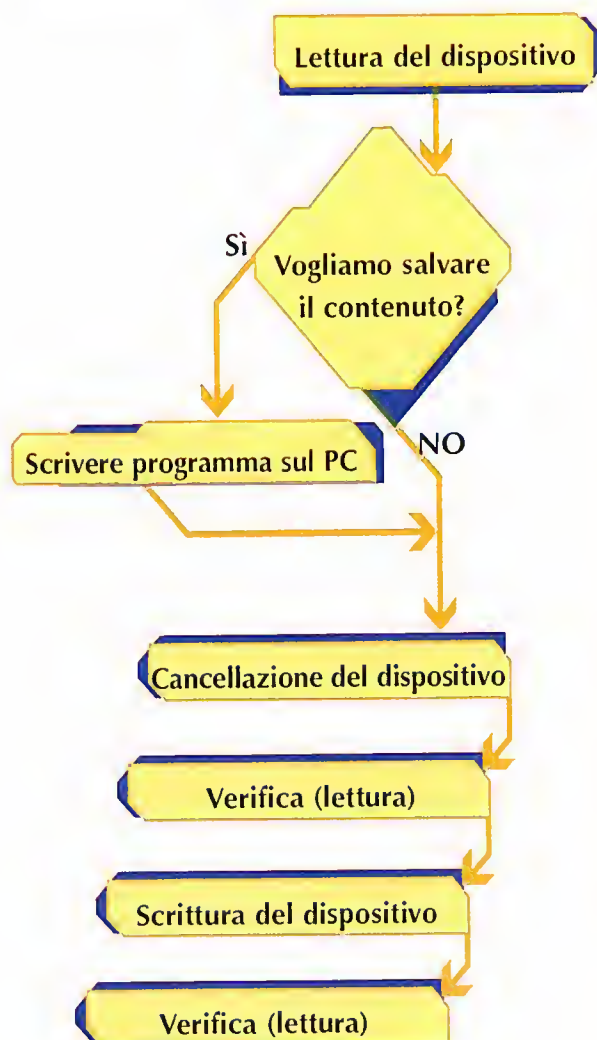 Lettura del dispositivo
Vogliamo salvare
il contenuto?
Sì
Scrivere programma sul PC
NO
Cancellazione del dispositivo
Verifica (lettura)
Scrittura del dispositivo
Verifica (lettura)